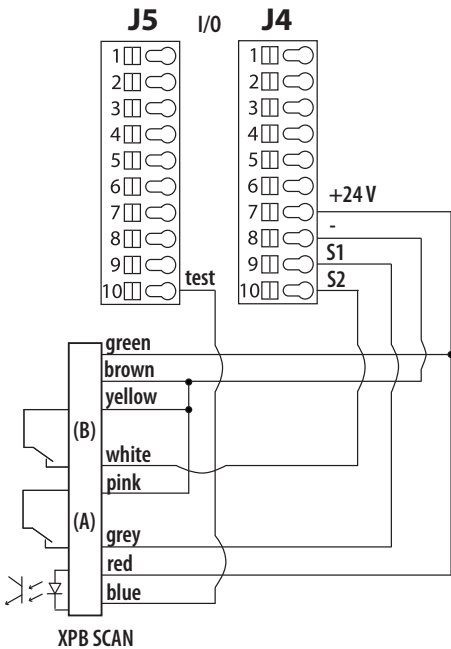 J5 I/0 J4
1 1
2 2
3 3
4 4
5 5
6 6
+24 V
7 7
-
8 8
S1
9 9
test S2
10 10
green
brown
yellow
(B)
white
pink
(A)
grey
red
blue
XPB SCAN